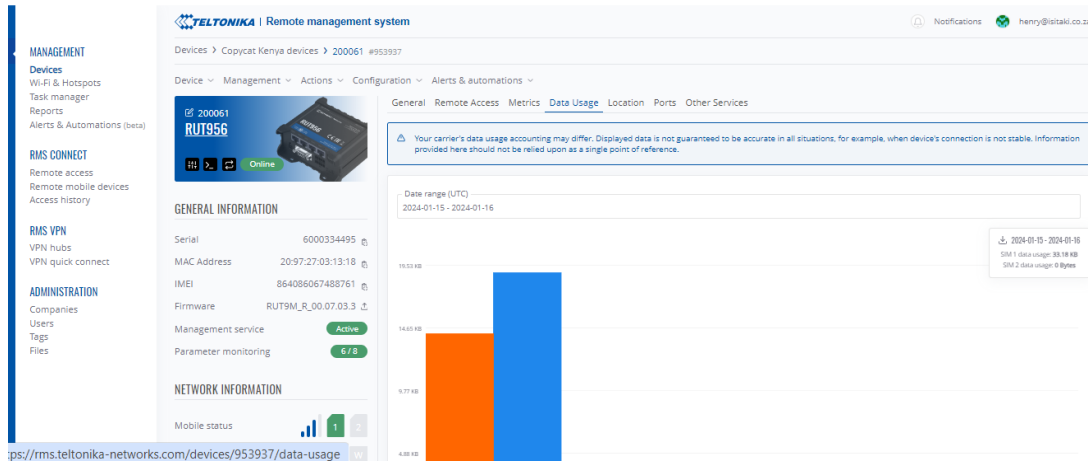 TELTONIKA | Remote management system
Notifications
henry@isitaki.co.za
MANAGEMENT
Devices
Wi-Fi & Hotspots
Task manager
Reports
Alerts & Automations (beta)
RMS CONNECT
Remote access
Remote mobile devices
Access history
RMS VPN
VPN hubs
VPN quick connect
ADMINISTRATION
Companies
Users
Tags
Files
Devices > Copycat Kenya devices > 200061 #953937
Device Management Actions Configuration Alerts & automations
200061
RUT956
Online
GENERAL INFORMATION
Serial 6000334495
MAC Address 20:97:27:03:13:18
IMEI 864086067488761
Firmware RUT9M_R_00.07.03.3
Management service Active
Parameter monitoring 6 / 8
NETWORK INFORMATION
Mobile status 1 2
W
General Remote Access Metrics Data Usage Location Ports Other Services
Your carrier's data usage accounting may differ. Displayed data is not guaranteed to be accurate in all situations, for example, when device's connection is not stable. Information
provided here should not be relied upon as a single point of reference.
Date range (UTC)
2024-01-15 - 2024-01-16
2024-01-15 - 2024-01-16
SIM 1 data usage: 33.18 KB
SIM 2 data usage: 0 Bytes
19.53 KB
14.65 KB
9.77 KB
4.88 KB
tps://rms.teltonika-networks.com/devices/953937/data-usage